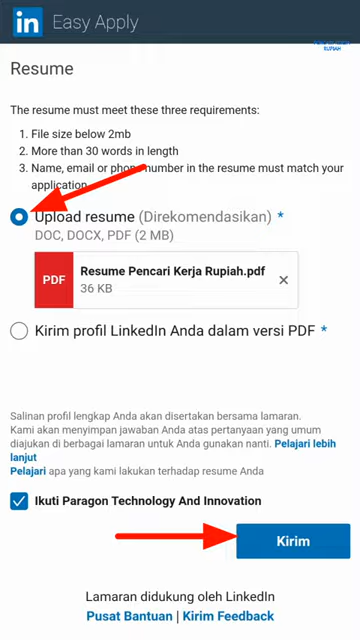 in Easy Apply
Resume
The resume must meet these three requirements:
1. File size below 2mb
2. More than 30 words in length
3. Name, email or phone number in the resume must match your
application
Upload resume (Direkomendasikan) *
DOC, DOCX, PDF (2 MB)
PDF
Resume Pencari Kerja Rupiah.pdf
36 KB
Kirim profil LinkedIn Anda dalam versi PDF *
Salinan profil lengkap Anda akan disertakan bersama lamaran.
Kami akan menyimpan jawaban Anda atas pertanyaan yang umum
diajukan di berbagai lamaran untuk Anda gunakan nanti. Pelajari lebih
lanjut
Pelajari apa yang kami lakukan terhadap resume Anda
Ikuti Paragon Technology And Innovation
Kirim
Lamaran didukung oleh LinkedIn
Pusat Bantuan | Kirim Feedback